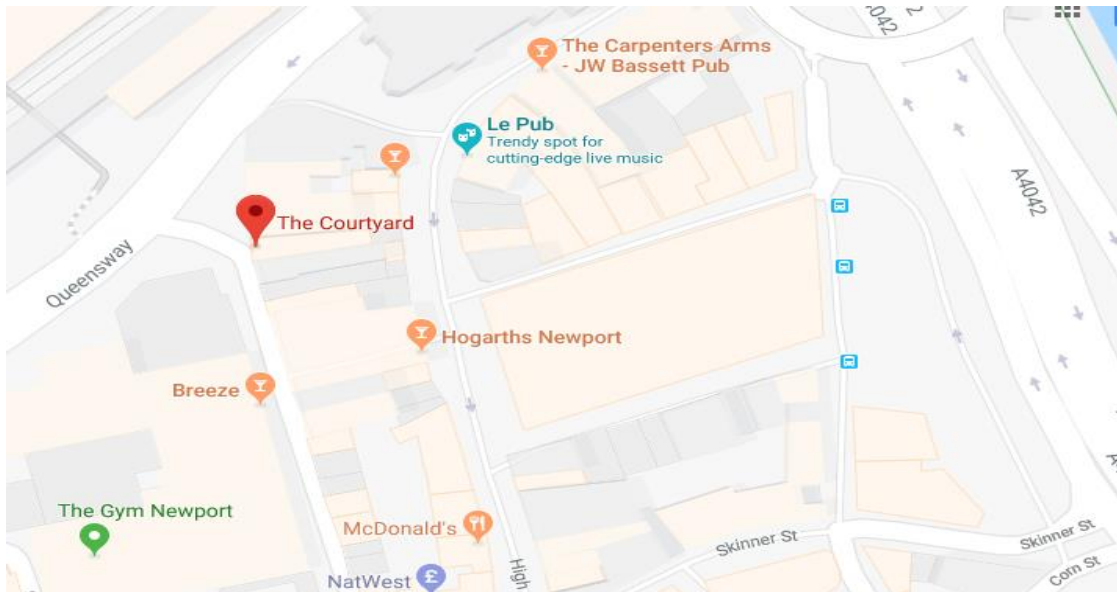 A4042
The Carpenters Arms
- JW Bassett Pub
Le Pub
Trendy spot for
cutting-edge live music
A4042
The Courtyard
Queensway
Hogarths Newport
Breeze
The Gym Newport
McDonald's
Skinner St
Skinner St
High
Corn St
NatWest
£